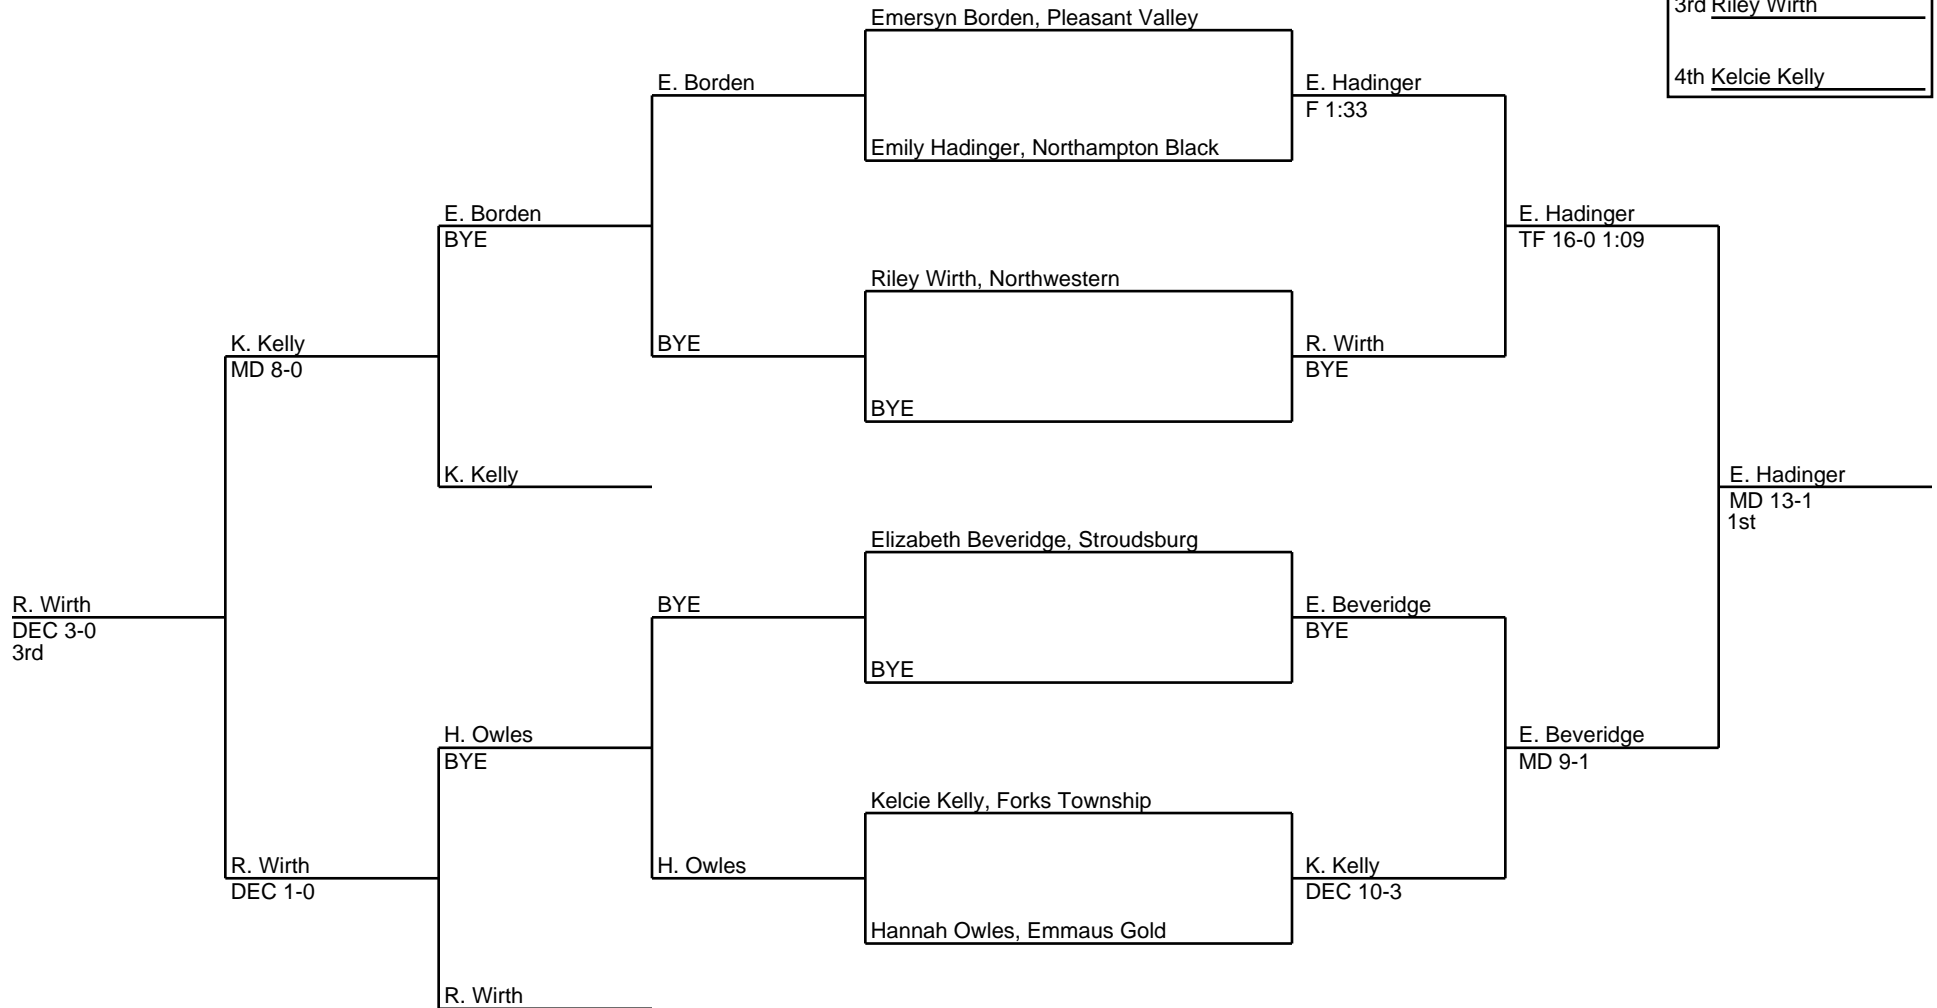 3rd Riley Wirth
4th Kelcie Kelly
Emersyn Borden, Pleasant Valley
E. Borden
E. Hadinger
F 1:33
Emily Hadinger, Northampton Black
E. Borden
BYE
E. Hadinger
TF 16-0 1:09
Riley Wirth, Northwestern
K. Kelly
MD 8-0
BYE
R. Wirth
BYE
BYE
K. Kelly
E. Hadinger
MD 13-1
1st
Elizabeth Beveridge, Stroudsburg
R. Wirth
DEC 3-0
3rd
BYE
E. Beveridge
BYE
BYE
H. Owles
BYE
E. Beveridge
MD 9-1
Kelcie Kelly, Forks Township
R. Wirth
DEC 1-0
H. Owles
K. Kelly
DEC 10-3
Hannah Owles, Emmaus Gold
R. Wirth